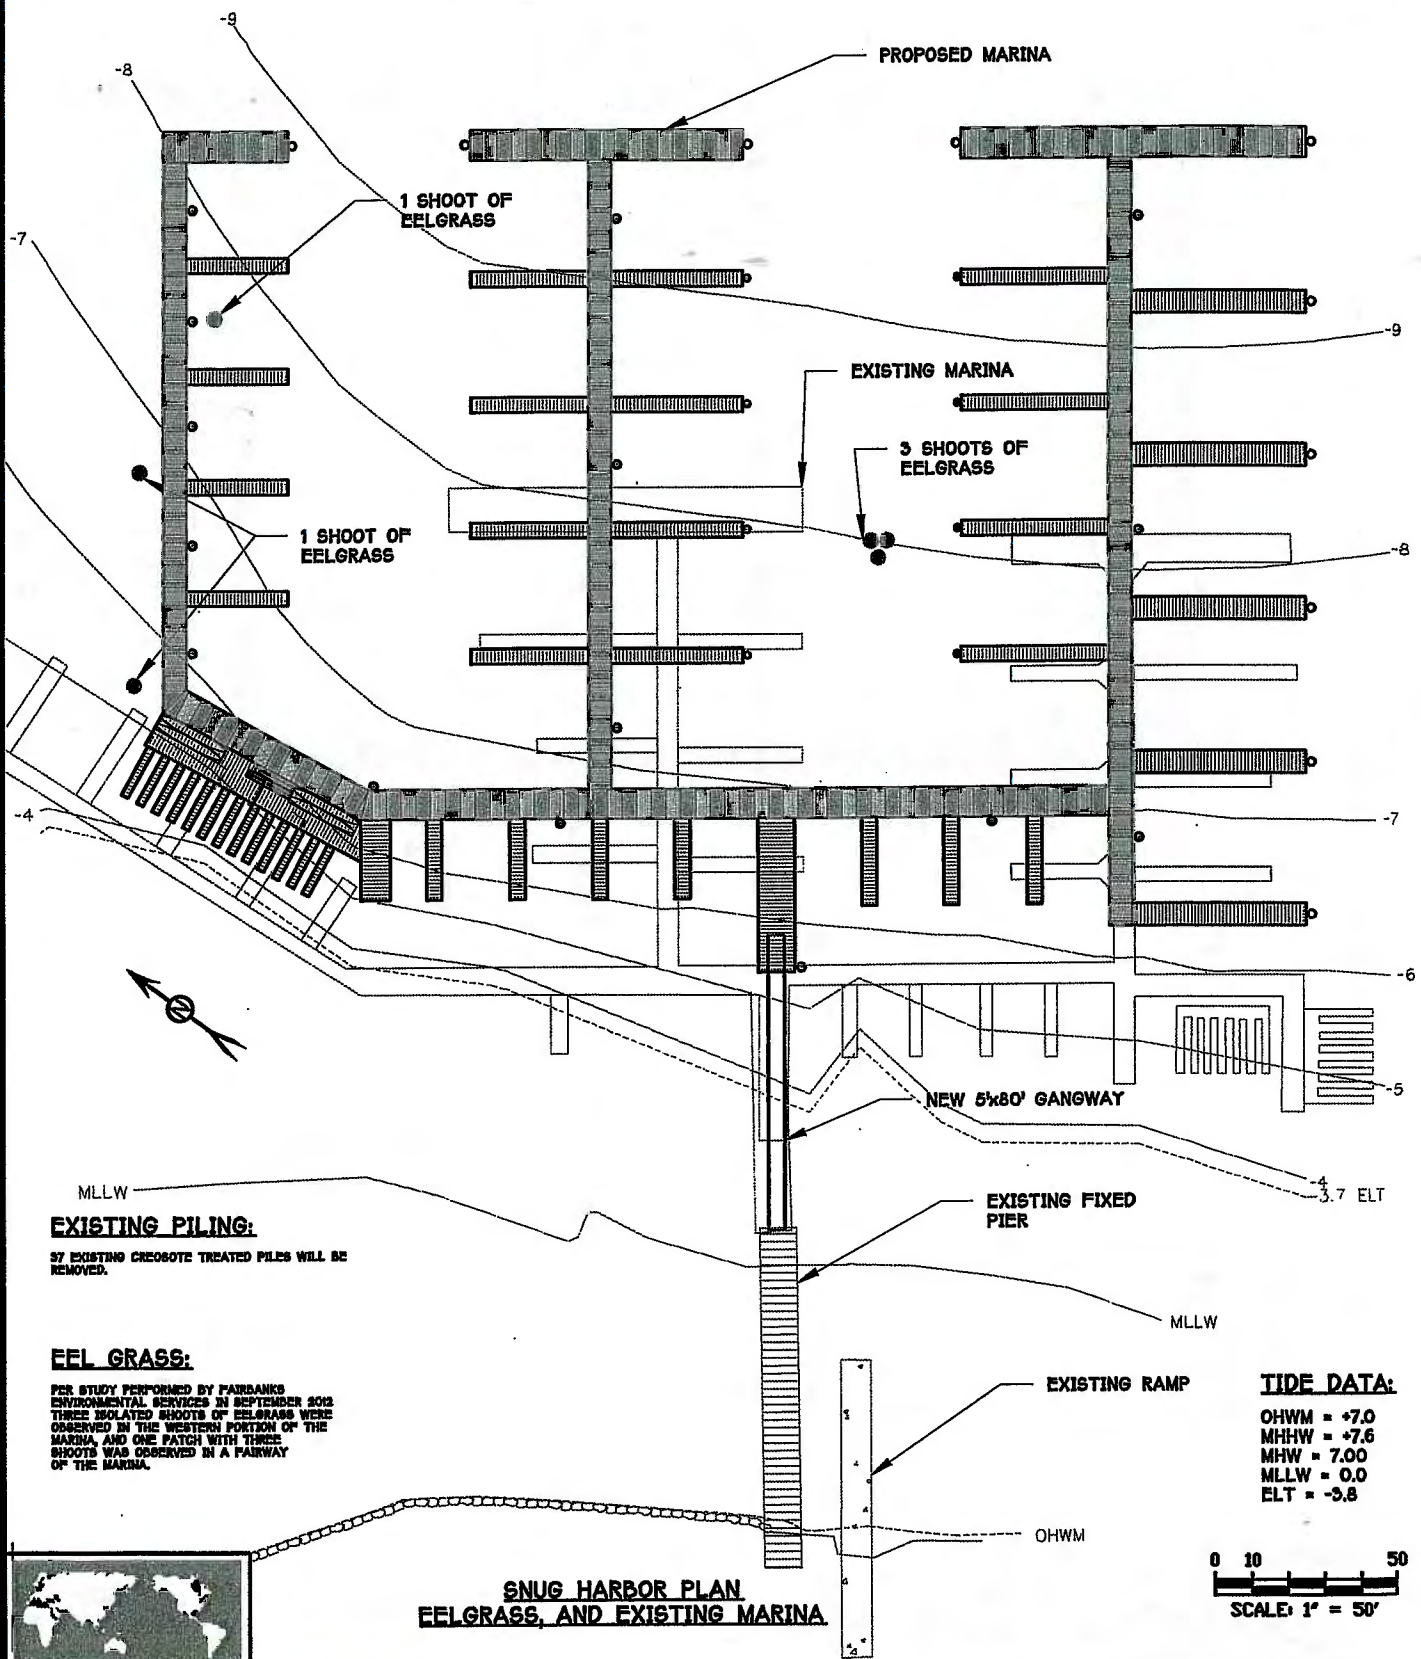 -9
PROPOSED MARINA
-8
1 SHOOT OF
EELGRASS
-7
-9
EXISTING MARINA
3 SHOOTS OF
EELGRASS
1 SHOOT OF
EELGRASS
-8
-4
-7
-6
N
-5
NEW 5'x80' GANGWAY
-4
-3.7 ELT
MLLW
EXISTING PILING:
37 EXISTING CREOSOTE TREATED PILES WILL BE
REMOVED.
EXISTING FIXED
PIER
MLLW
EEL GRASS:
PER STUDY PERFORMED BY FAIRBANKS
ENVIRONMENTAL SERVICES IN SEPTEMBER 2012
THREE ISOLATED SHOOTS OF EELGRASS WERE
OBSERVED IN THE WESTERN PORTION OF THE
MARINA, AND ONE PATCH WITH THREE
SHOOTS WAS OBSERVED IN A FAIRWAY
OF THE MARINA.
EXISTING RAMP
TIDE DATA:
OHWM = +7.0
MHHW = +7.6
MHW = 7.00
MLLW = 0.0
ELT = -3.8
OHWM
0 10 50
SCALE: 1" = 50'
SNUG HARBOR PLAN
EELGRASS, AND EXISTING MARINA